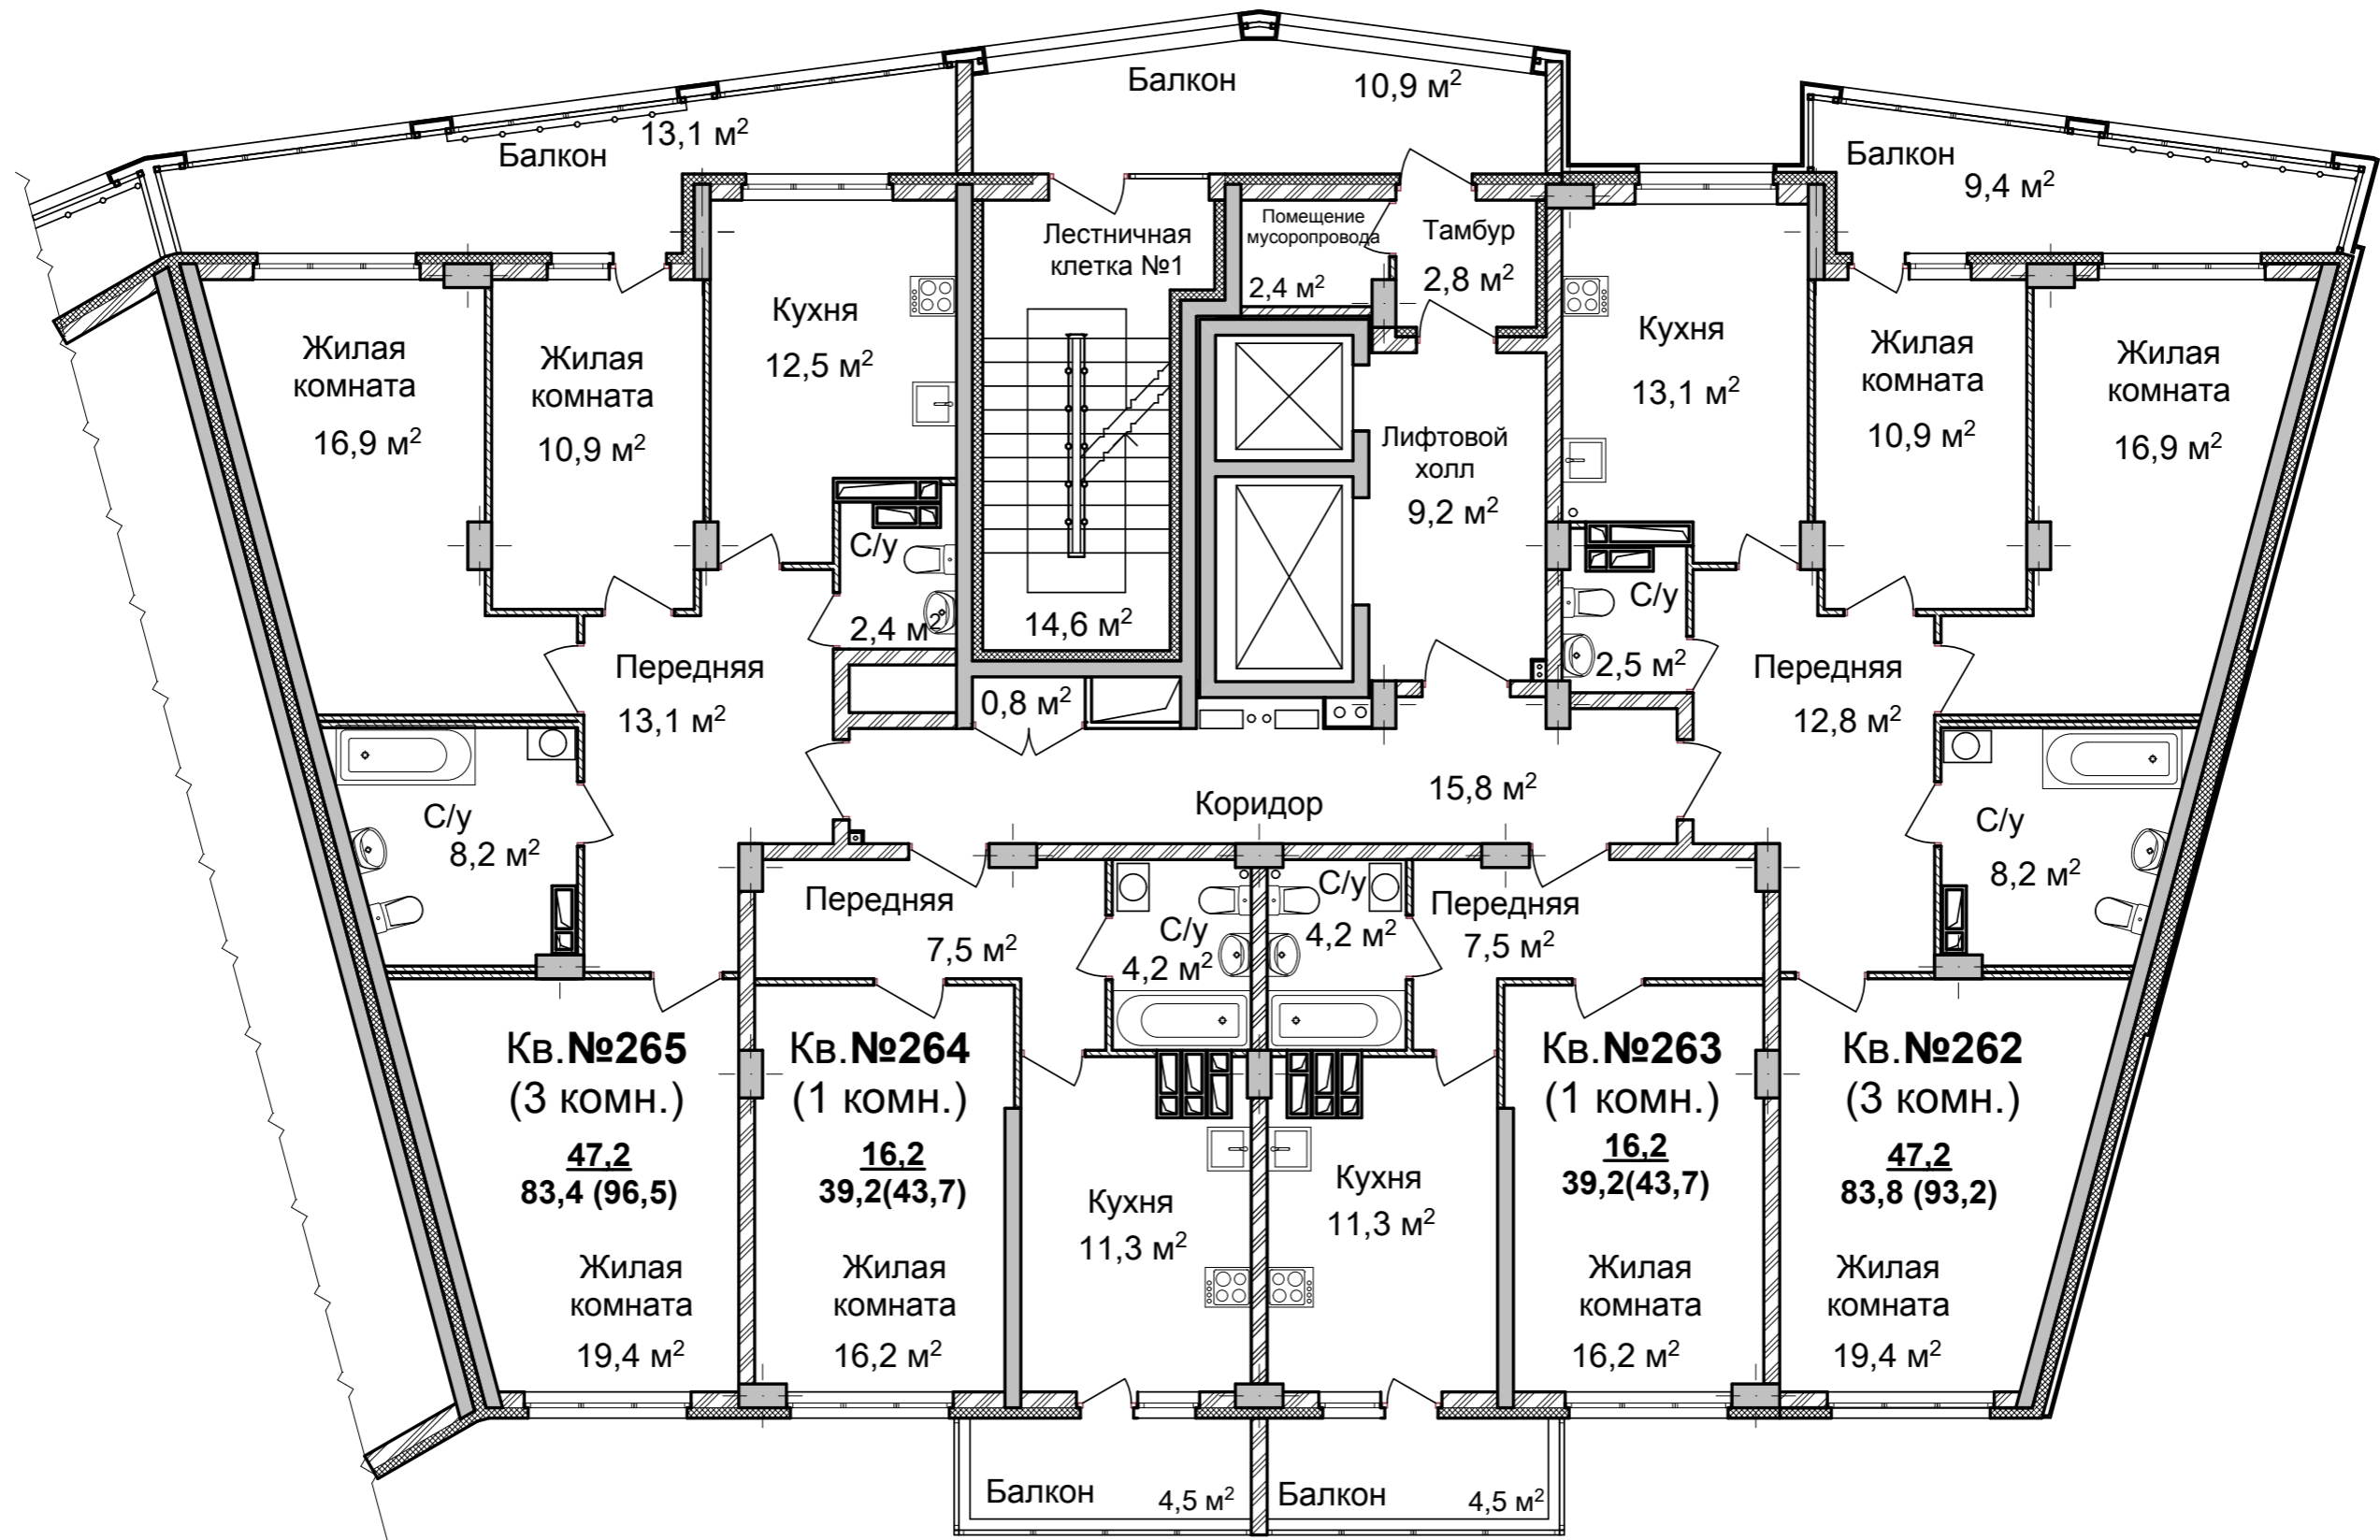 Балкон
10,9 м²
13,1 м²
Балкон
Балкон
9,4 м²
Лестничная
клетка №1
Помещение
мусоропровода
2,4 м²
Тамбур
2,8 м²
Кухня
12,5 м²
Кухня
13,1 м²
Жилая
комната
16,9 м²
Жилая
комната
10,9 м²
Жилая
комната
10,9 м²
Жилая
комната
16,9 м²
Лифтовой
холл
9,2 м²
С/у
2,4 м²
14,6 м²
С/у
2,5 м²
Передняя
13,1 м²
0,8 м²
Передняя
12,8 м²
Коридор
15,8 м²
С/у
8,2 м²
С/у
8,2 м²
Передняя
7,5 м²
С/у
4,2 м²
С/у
4,2 м²
Передняя
7,5 м²
Кв.№265
(3 комн.)
47,2
83,4 (96,5)
Жилая
комната
19,4 м²
Кв.№264
(1 комн.)
16,2
39,2(43,7)
Жилая
комната
16,2 м²
Кухня
11,3 м²
Кухня
11,3 м²
Кв.№263
(1 комн.)
16,2
39,2(43,7)
Жилая
комната
16,2 м²
Кв.№262
(3 комн.)
47,2
83,8 (93,2)
Жилая
комната
19,4 м²
Балкон
4,5 м²
Балкон
4,5 м²